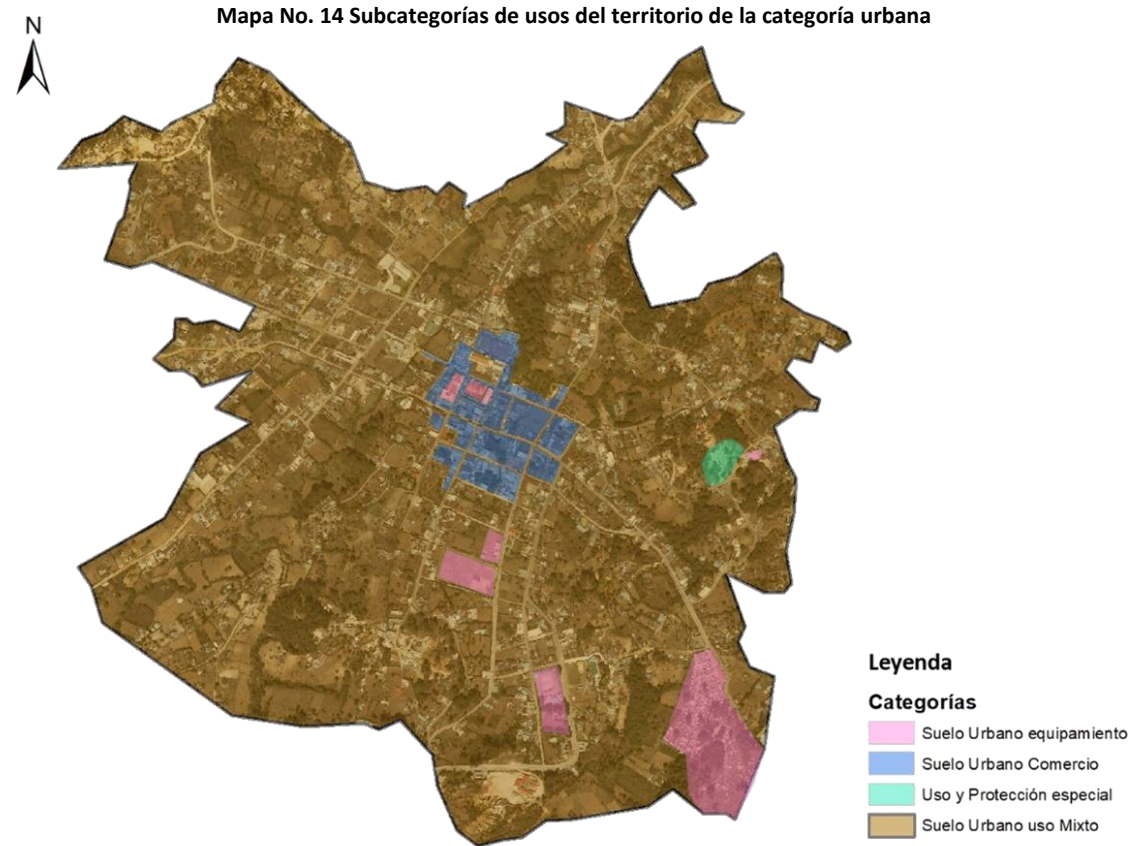 Mapa No. 14 Subcategorías de usos del territorio de la categoría urbana
N
Leyenda
Categorías
Suelo Urbano equipamiento
Suelo Urbano Comercio
Uso y Protección especial
Suelo Urbano uso Mixto